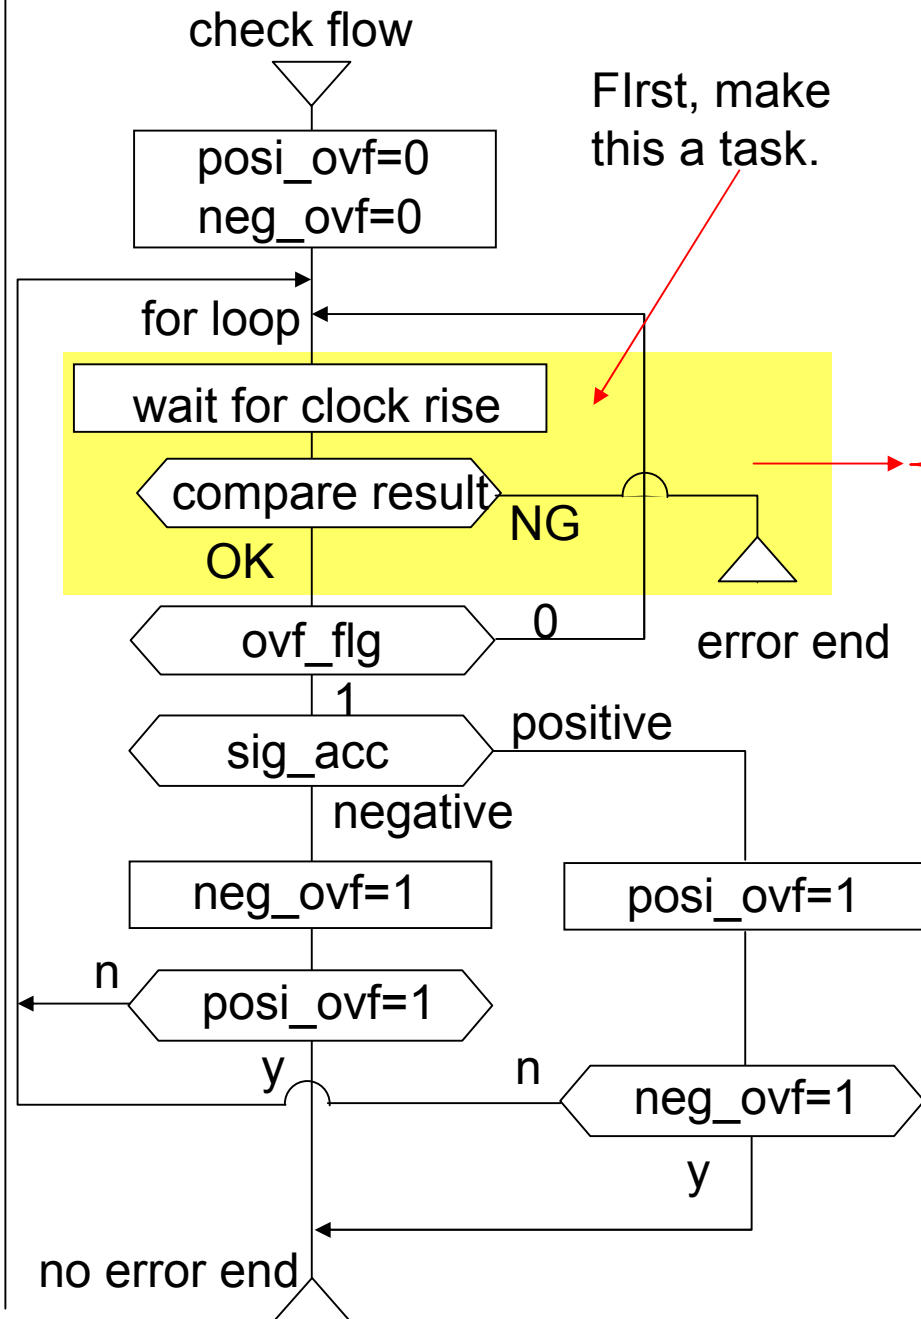 check flow
FIrst, make
this a task.
posi_ovf=0
neg_ovf=0
for loop
wait for clock rise
compare result
NG
OK
ovf_flg
0
error end
1
sig_acc
positive
negative
neg_ovf=1
posi_ovf=1
n
posi_ovf=1
y
n
neg_ovf=1
y
no error end